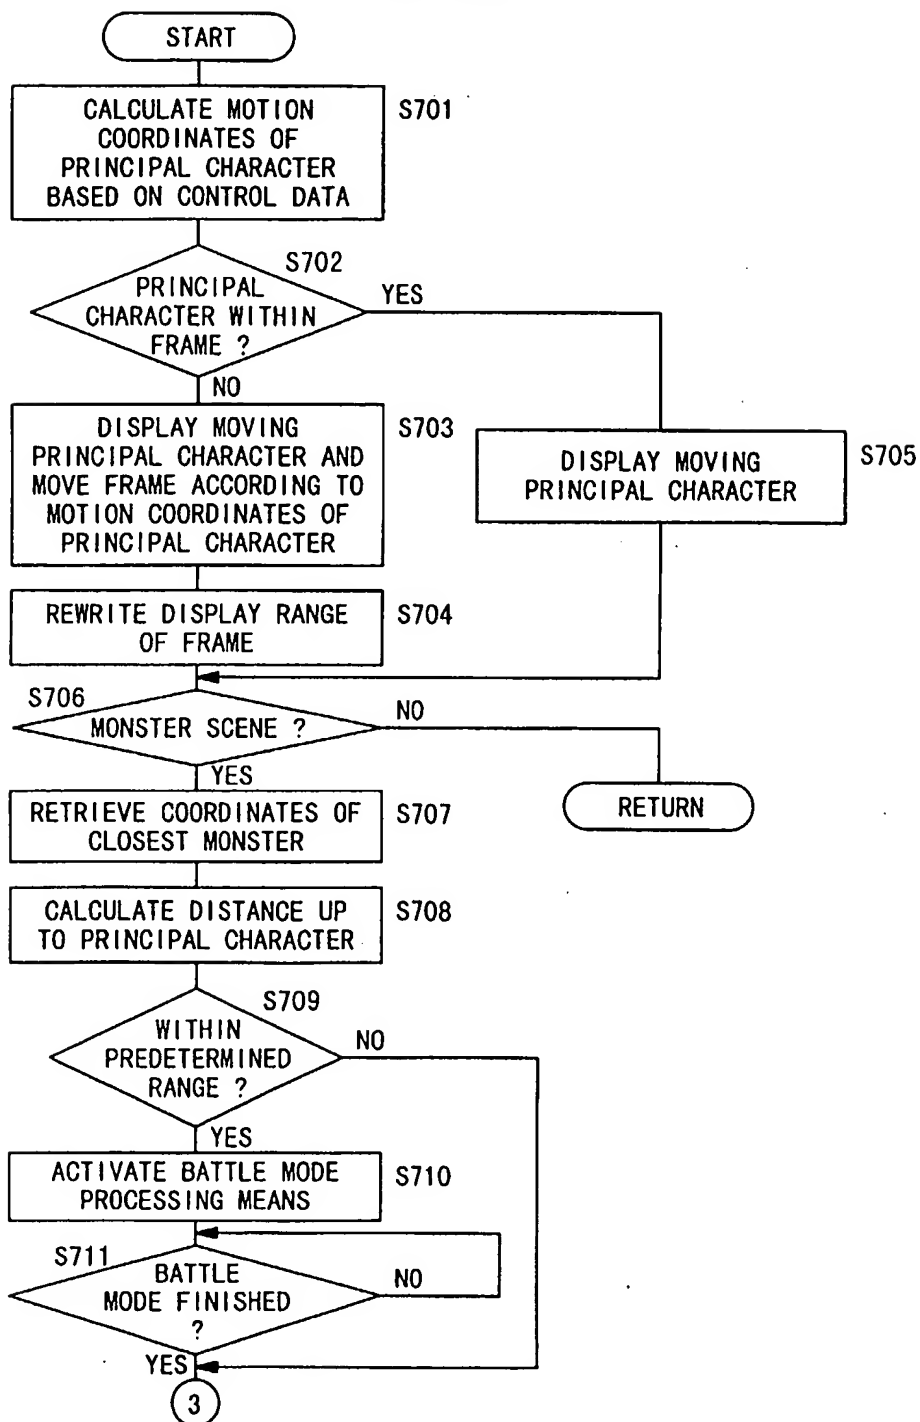 START
CALCULATE MOTION
COORDINATES OF
PRINCIPAL CHARACTER
BASED ON CONTROL DATA
S701
S702
PRINCIPAL
CHARACTER WITHIN
FRAME ?
YES
NO
DISPLAY MOVING
PRINCIPAL CHARACTER AND
MOVE FRAME ACCORDING TO
MOTION COORDINATES OF
PRINCIPAL CHARACTER
S703
DISPLAY MOVING
PRINCIPAL CHARACTER
S705
REWRITE DISPLAY RANGE
OF FRAME
S704
S706
MONSTER SCENE ?
NO
YES
RETURN
RETRIEVE COORDINATES OF
CLOSEST MONSTER
S707
CALCULATE DISTANCE UP
TO PRINCIPAL CHARACTER
S708
S709
WITHIN
PREDETERMINED
RANGE ?
NO
YES
ACTIVATE BATTLE MODE
PROCESSING MEANS
S710
S711
BATTLE
MODE FINISHED
?
NO
YES
3